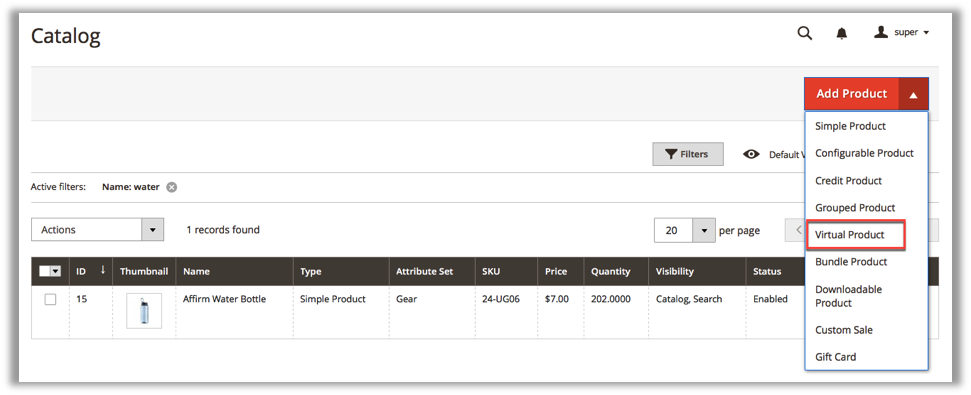 Catalog
super
Add Product
Simple Product
Configurable Product
Credit Product
Grouped Product
Virtual Product
Bundle Product
Downloadable
Product
Custom Sale
Gift Card
Filters
Default
Active filters: Name: water
Actions
1 records found
20 per page
ID Thumbnail Name Type Attribute Set SKU Price Quantity Visibility Status
15 Affirm Water Bottle Simple Product Gear 24-UG06 $7.00 202.0000 Catalog, Search Enabled